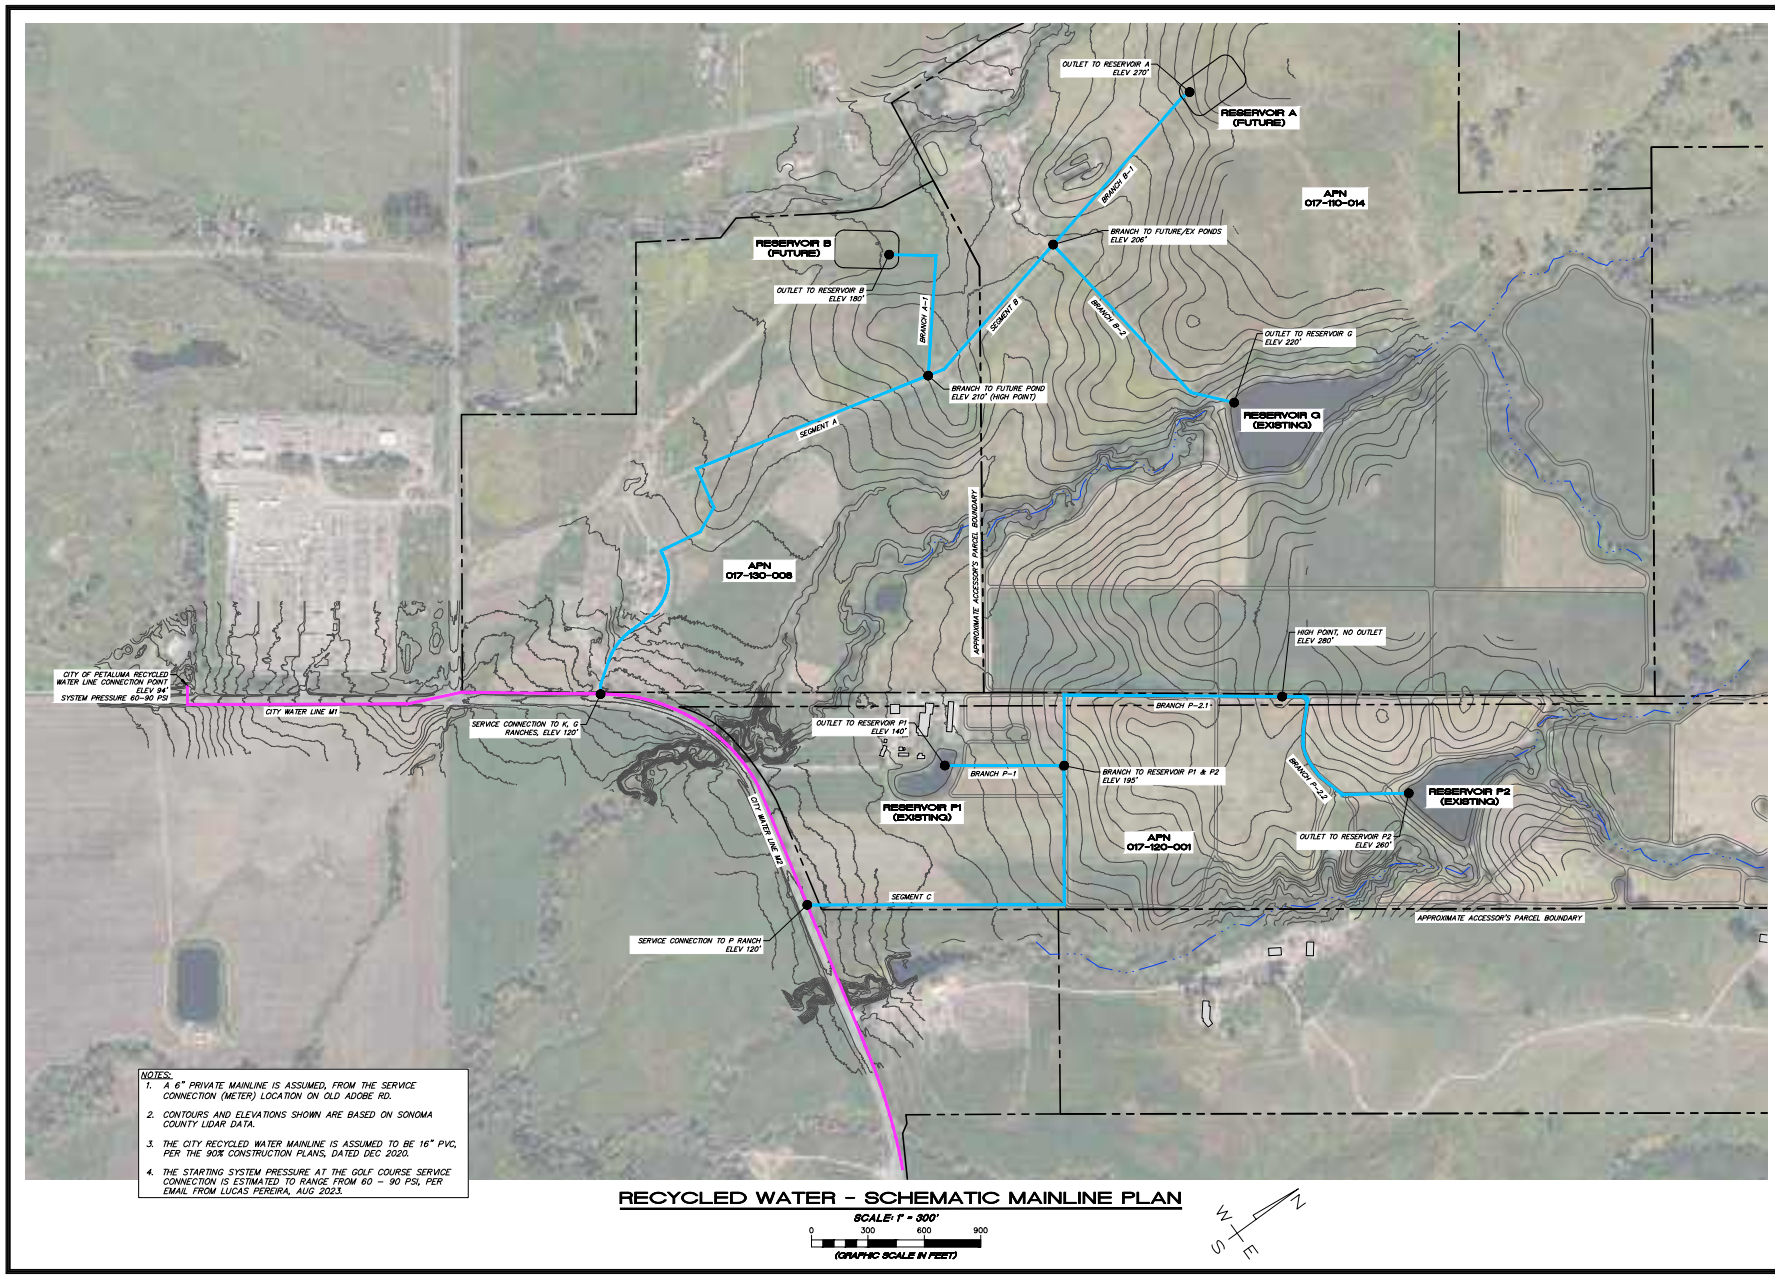 OUTLET TO RESERVOIR A
ELEV 270'
RESERVOIR A
(FUTURE)
BRANCH B-1
APN
017-110-014
BRANCH TO FUTURE/EX PONDS
ELEV 206'
RESERVOIR B
(FUTURE)
OUTLET TO RESERVOIR B
ELEV 180'
BRANCH A-1
SEGMENT B
BRANCH B-2
OUTLET TO RESERVOIR G
ELEV 220'
BRANCH TO FUTURE POND
ELEV 210' (HIGH POINT)
RESERVOIR G
(EXISTING)
SEGMENT A
APPROXIMATE ACCESSOR'S PARCEL BOUNDARY
APN
017-130-008
HIGH POINT, NO OUTLET
ELEV 280'
CITY OF PETALUMA RECYCLED
WATER LINE CONNECTION POINT
ELEV 94'
SYSTEM PRESSURE 60-90 PSI
CITY WATER LINE M1
SERVICE CONNECTION TO K, G
RANCHES, ELEV 120'
OUTLET TO RESERVOIR P1
ELEV 140'
BRANCH P-2.1
BRANCH P-1
BRANCH TO RESERVOIR P1 & P2
ELEV 195'
BRANCH P-2.2
RESERVOIR P1
(EXISTING)
RESERVOIR P2
(EXISTING)
CITY WATER LINE M2
APN
017-120-001
OUTLET TO RESERVOIR P2
ELEV 260'
SEGMENT C
APPROXIMATE ACCESSOR'S PARCEL BOUNDARY
SERVICE CONNECTION TO P RANCH
ELEV 120'
NOTES:
1. A 6" PRIVATE MAINLINE IS ASSUMED, FROM THE SERVICE
CONNECTION (METER) LOCATION ON OLD ADOBE RD.
2. CONTOURS AND ELEVATIONS SHOWN ARE BASED ON SONOMA
COUNTY LIDAR DATA.
3. THE CITY RECYCLED WATER MAINLINE IS ASSUMED TO BE 16" PVC,
PER THE 90% CONSTRUCTION PLANS, DATED DEC 2020.
4. THE STARTING SYSTEM PRESSURE AT THE GOLF COURSE SERVICE
CONNECTION IS ESTIMATED TO RANGE FROM 60 - 90 PSI, PER
EMAIL FROM LUCAS PEREIRA, AUG 2023.
RECYCLED WATER - SCHEMATIC MAINLINE PLAN
SCALE: 1" = 300'
0 300 600 900
(GRAPHIC SCALE IN FEET)
N
W
S
E